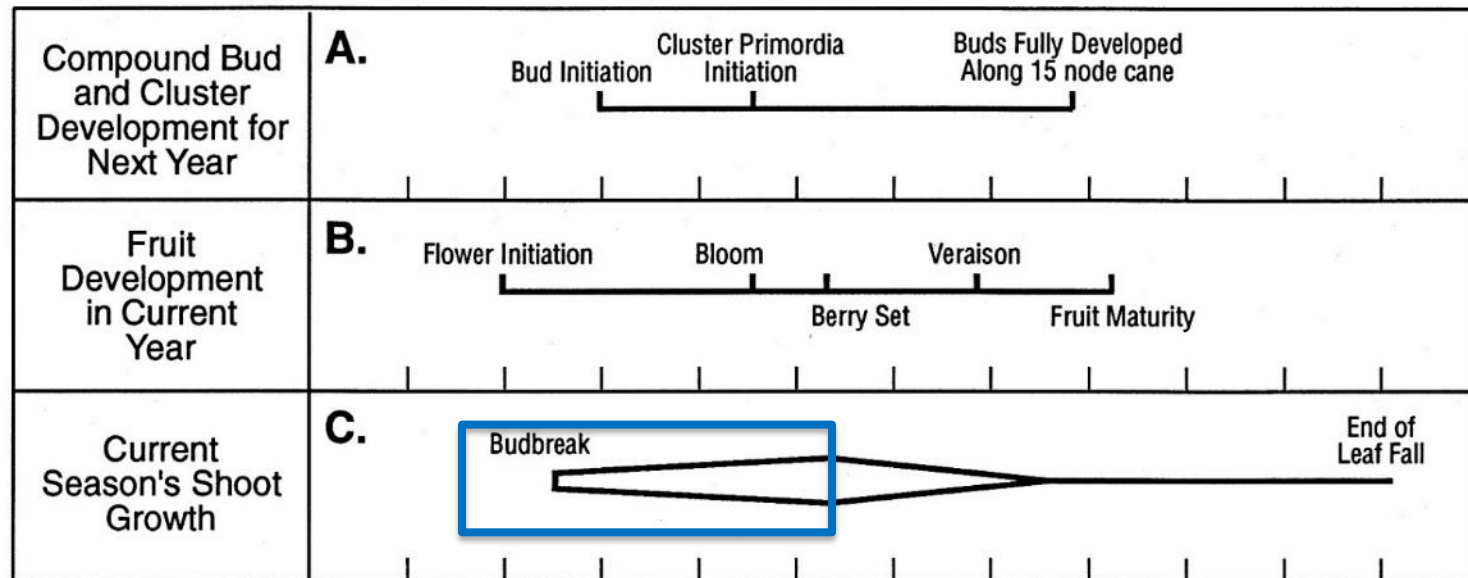 Compound Bud
and Cluster
Development for
Next Year
A.
Bud Initiation
Cluster Primordia
Initiation
Buds Fully Developed
Along 15 node cane
Fruit
Development
in Current
Year
B.
Flower Initiation
Bloom
Berry Set
Veraison
Fruit Maturity
Current
Season's Shoot
Growth
C.
Budbreak
End of
Leaf Fall